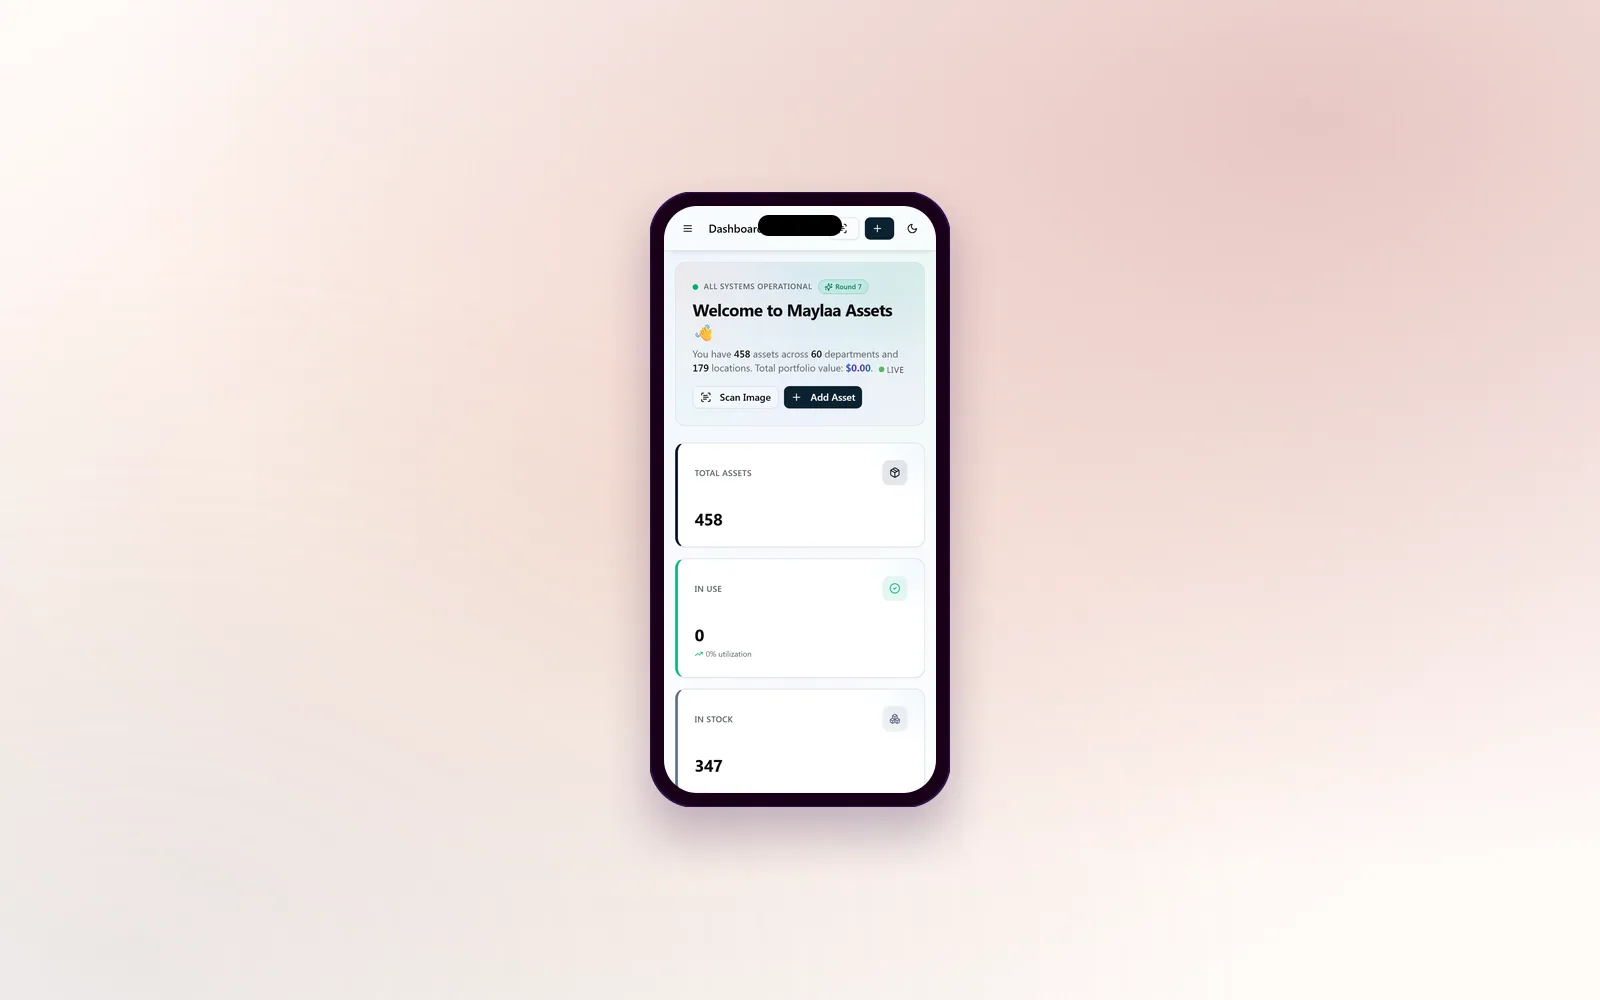 Dashboar
ALL SYSTEMS OPERATIONAL Round 7
Welcome to Maylaa Assets
👋
You have 458 assets across 60 departments and
179 locations. Total portfolio value: $0.00. LIVE
Scan Image + Add Asset
TOTAL ASSETS
458
IN USE
0
0% utilization
IN STOCK
347